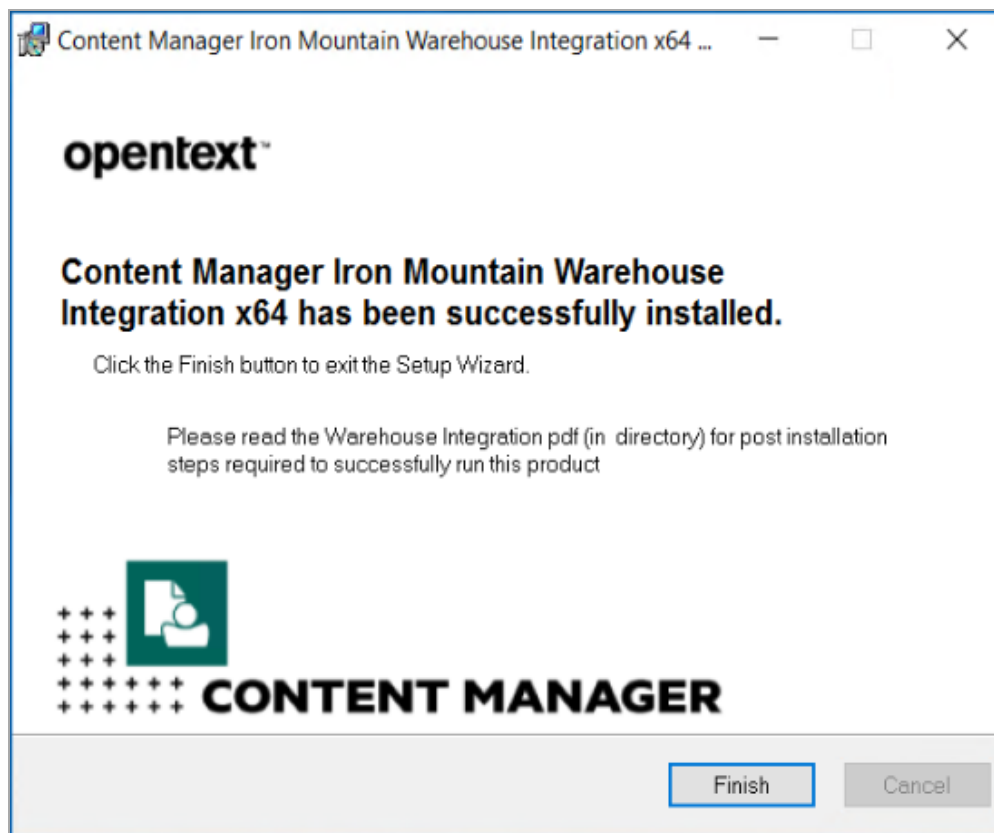 Content Manager Iron Mountain Warehouse Integration x64 ...
opentext™
Content Manager Iron Mountain Warehouse
Integration x64 has been successfully installed.
Click the Finish button to exit the Setup Wizard.
Please read the Warehouse Integration pdf (in  directory) for post installation
steps required to successfully run this product
CONTENT MANAGER
Finish
Cancel